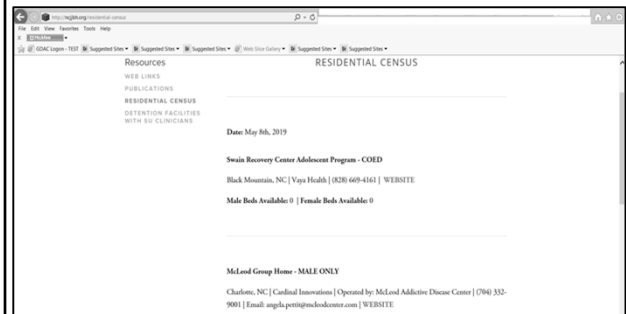 http://ncjjbh.org/residential-census
File Edit View Favorites Tools Help
x McAfee
GDAC Logon - TEST Suggested Sites Suggested Sites Suggested Sites Web Slice Gallery Suggested Sites Suggested Sites
Resources
WEB LINKS
PUBLICATIONS
RESIDENTIAL CENSUS
DETENTION FACILITIES
WITH SU CLINICIANS
RESIDENTIAL CENSUS
Date: May 8th, 2019
Swain Recovery Center Adolescent Program - COED
Black Mountain, NC | Vaya Health | (828) 669-4161 | WEBSITE
Male Beds Available: 0 | Female Beds Available: 0
McLeod Group Home - MALE ONLY
Charlotte, NC | Cardinal Innovations | Operated by: McLeod Addictive Disease Center | (704) 332-
9001 | Email: angela.pettit@mcleodcenter.com | WEBSITE